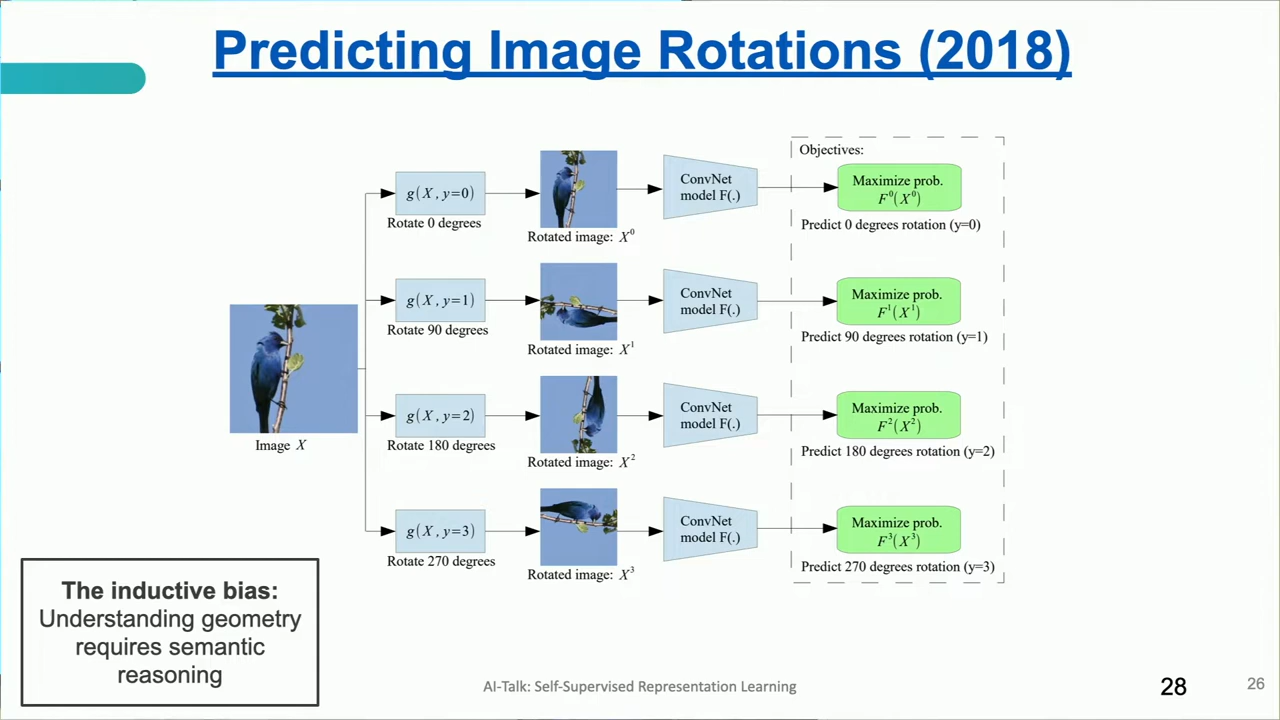 Predicting Image Rotations (2018)
Objectives:
g(X, y=0)
Rotate 0 degrees
Rotated image: X⁰
ConvNet
model F(.)
Maximize prob.
F⁰(X⁰)
Predict 0 degrees rotation (y=0)
g(X, y=1)
Rotate 90 degrees
Rotated image: X¹
ConvNet
model F(.)
Maximize prob.
F¹(X¹)
Predict 90 degrees rotation (y=1)
Image X
g(X, y=2)
Rotate 180 degrees
Rotated image: X²
ConvNet
model F(.)
Maximize prob.
F²(X²)
Predict 180 degrees rotation (y=2)
g(X, y=3)
Rotate 270 degrees
Rotated image: X³
ConvNet
model F(.)
Maximize prob.
F³(X³)
Predict 270 degrees rotation (y=3)
The inductive bias:
Understanding geometry
requires semantic
reasoning
AI-Talk: Self-Supervised Representation Learning
28
26